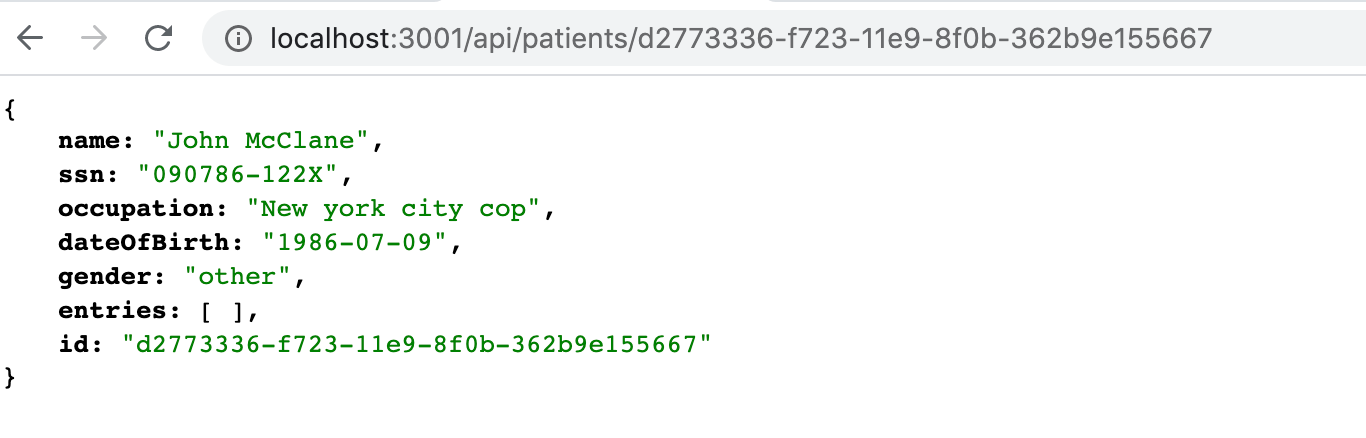 localhost:3001/api/patients/d2773336-f723-11e9-8f0b-362b9e155667
{
name: "John McClane",
ssn: "090786-122X",
occupation: "New york city cop",
dateOfBirth: "1986-07-09",
gender: "other",
entries: [ ],
id: "d2773336-f723-11e9-8f0b-362b9e155667"
}